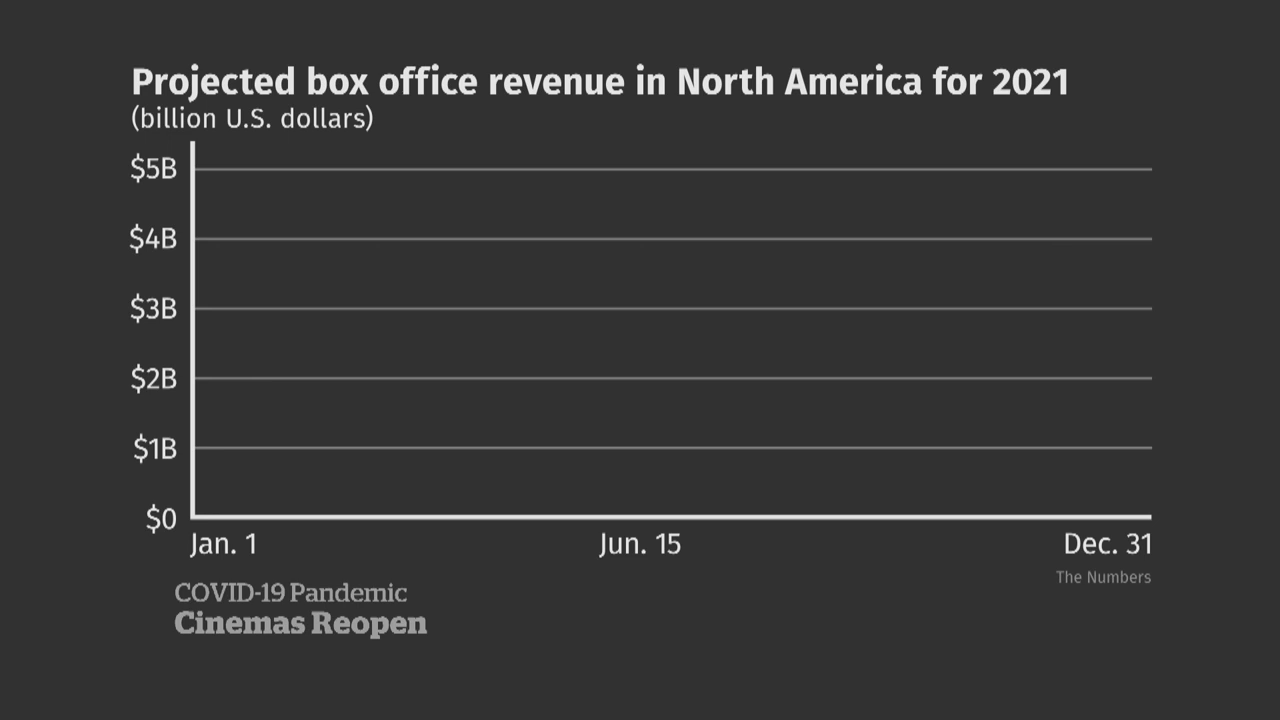 Projected box office revenue in North America for 2021
(billion U.S. dollars)
$5B
$4B
$3B
$2B
$1B
$0
Jan. 1 Jun. 15 Dec. 31
The Numbers
COVID-19 Pandemic
Cinemas Reopen